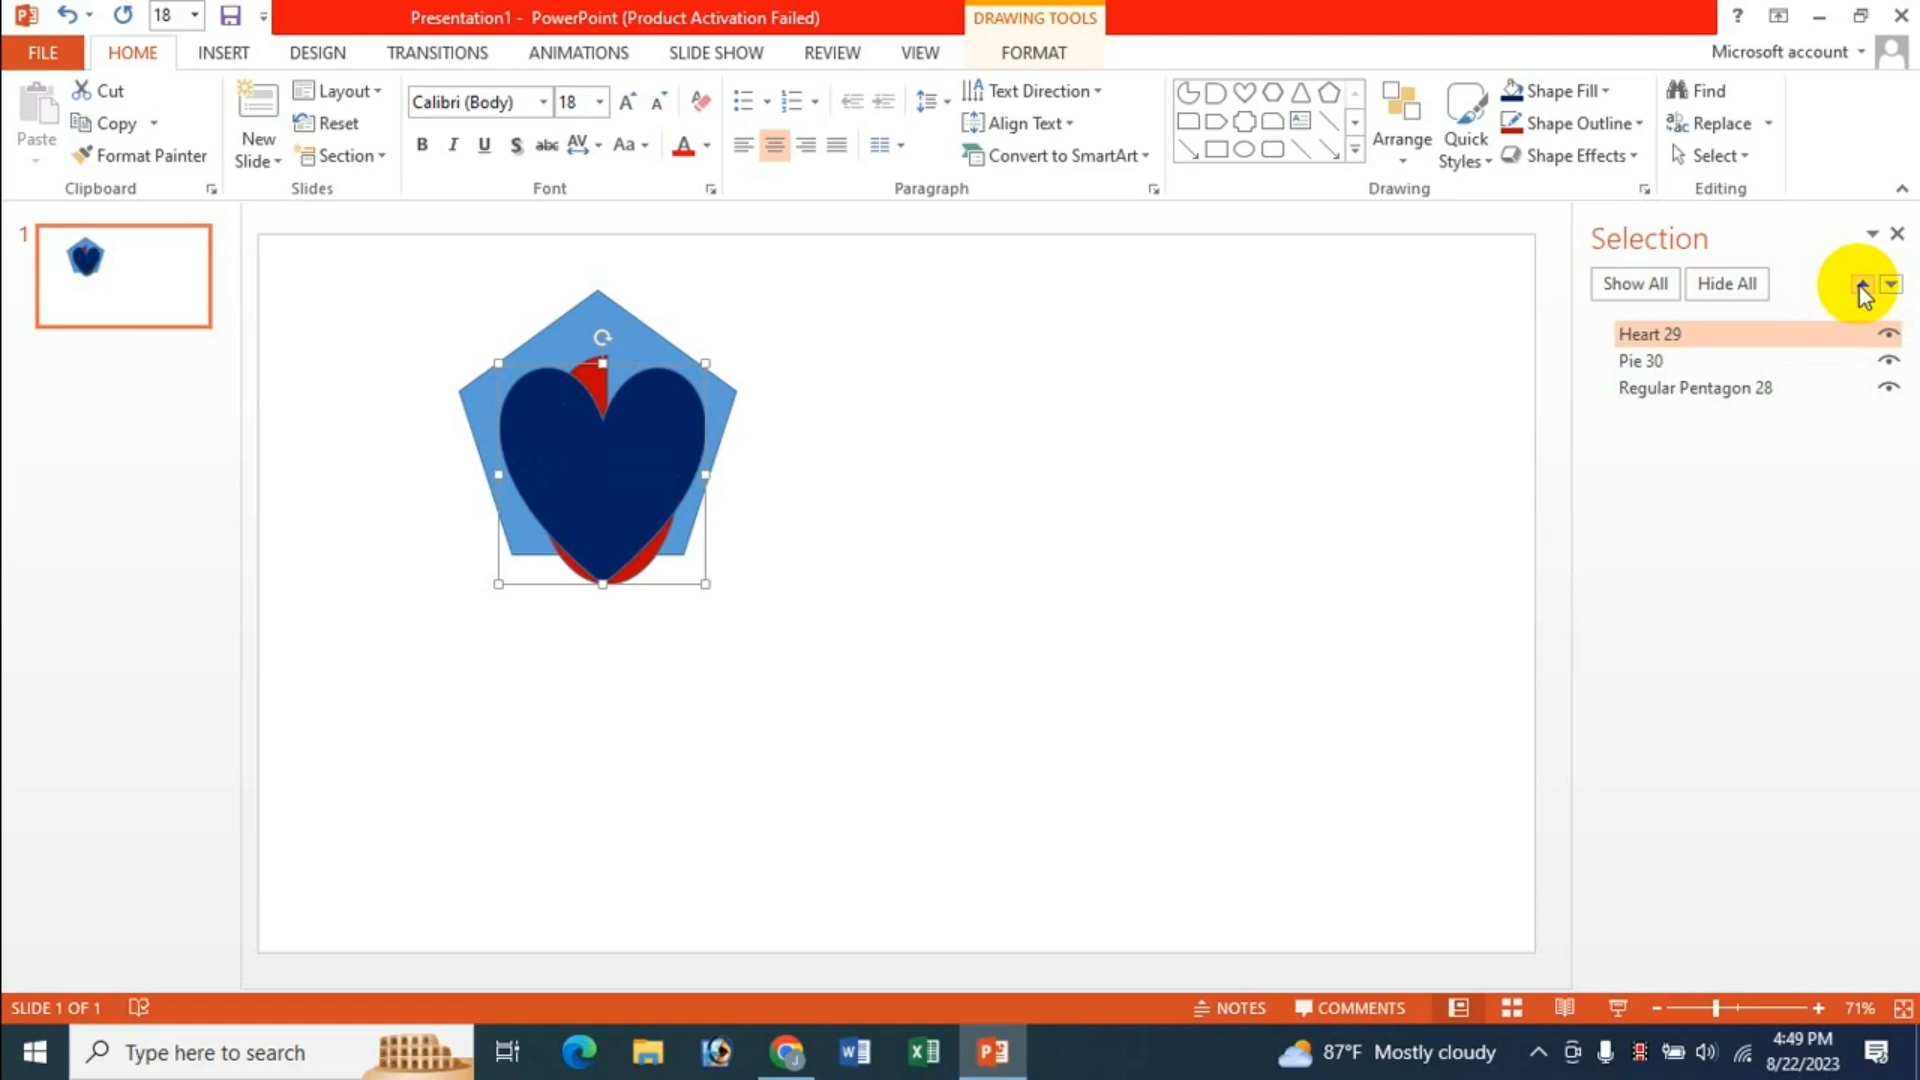 18
Presentation1 - PowerPoint (Product Activation Failed)
DRAWING TOOLS
?
FILE
HOME
INSERT
DESIGN
TRANSITIONS
ANIMATIONS
SLIDE SHOW
REVIEW
VIEW
FORMAT
Microsoft account
Paste
Cut
Copy
Format Painter
Clipboard
New
Slide
Layout
Reset
Section
Slides
Calibri (Body)
18
B I U S abc AV Aa A
Font
Text Direction
Align Text
Convert to SmartArt
Paragraph
Arrange
Quick
Styles
Shape Fill
Shape Outline
Shape Effects
Drawing
Find
Replace
Select
Editing
1
Selection
Show All
Hide All
Heart 29
Pie 30
Regular Pentagon 28
SLIDE 1 OF 1
NOTES
COMMENTS
71%
Type here to search
87°F Mostly cloudy
4:49 PM
8/22/2023